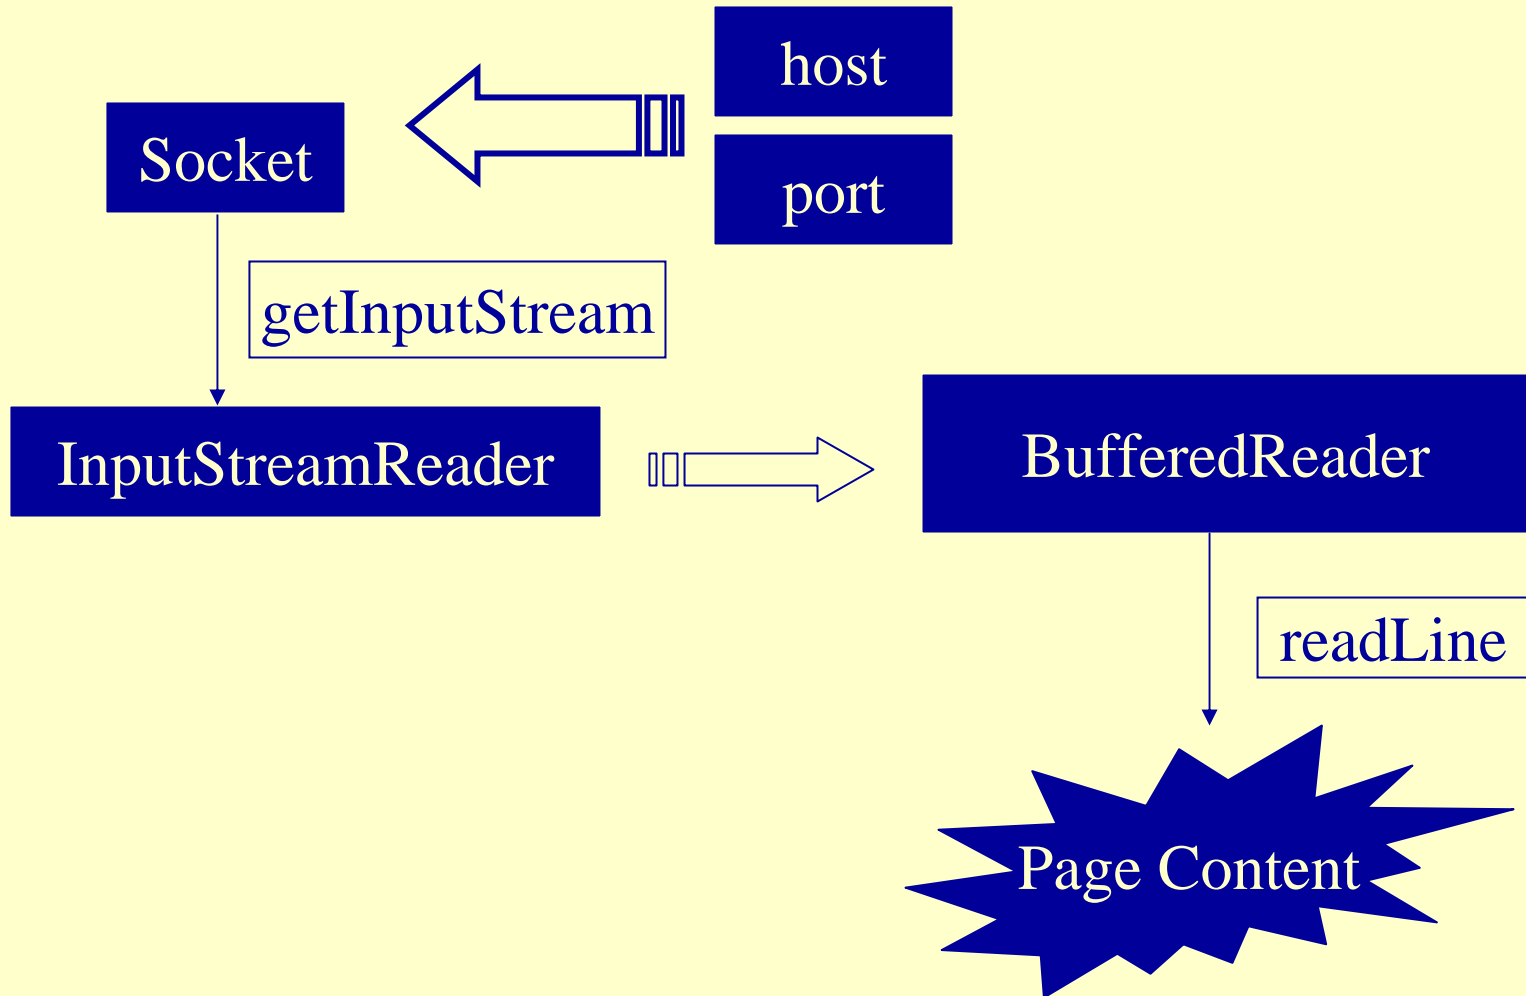 host
Socket
port
getInputStream
InputStreamReader
BufferedReader
readLine
Page Content